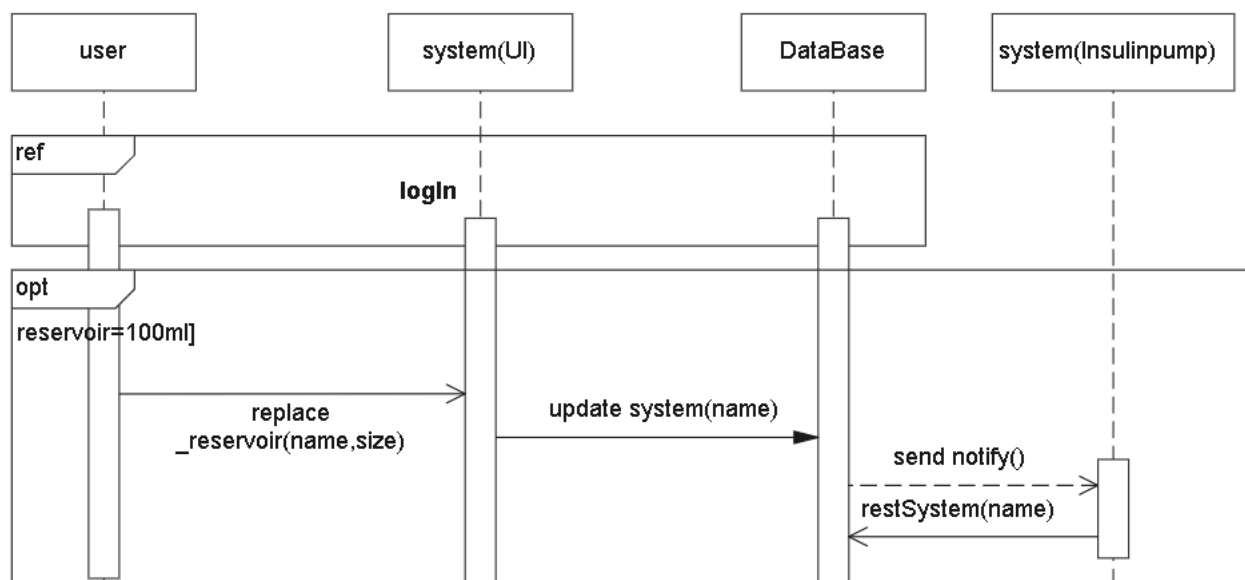 user
system(UI)
DataBase
system(Insulinpump)
ref
logIn
opt
reservoir=100ml]
replace
_reservoir(name,size)
update system(name)
send notify()
restSystem(name)